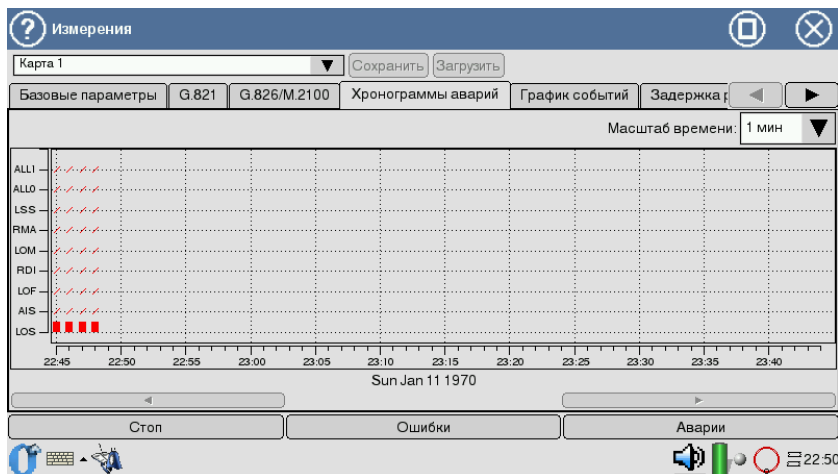 Измерения
Карта 1
Сохранить Загрузить
Базовые параметры G.821 G.826/M.2100 Хронограммы аварий График событий Задержка р
Масштаб времени: 1 мин
ALL1
ALL0
LSS
RMA
LOM
RDI
LOF
AIS
LOS
22:45 22:50 22:55 23:00 23:05 23:10 23:15 23:20 23:25 23:30 23:35 23:40
Sun Jan 11 1970
Стоп Ошибки Аварии
22:50